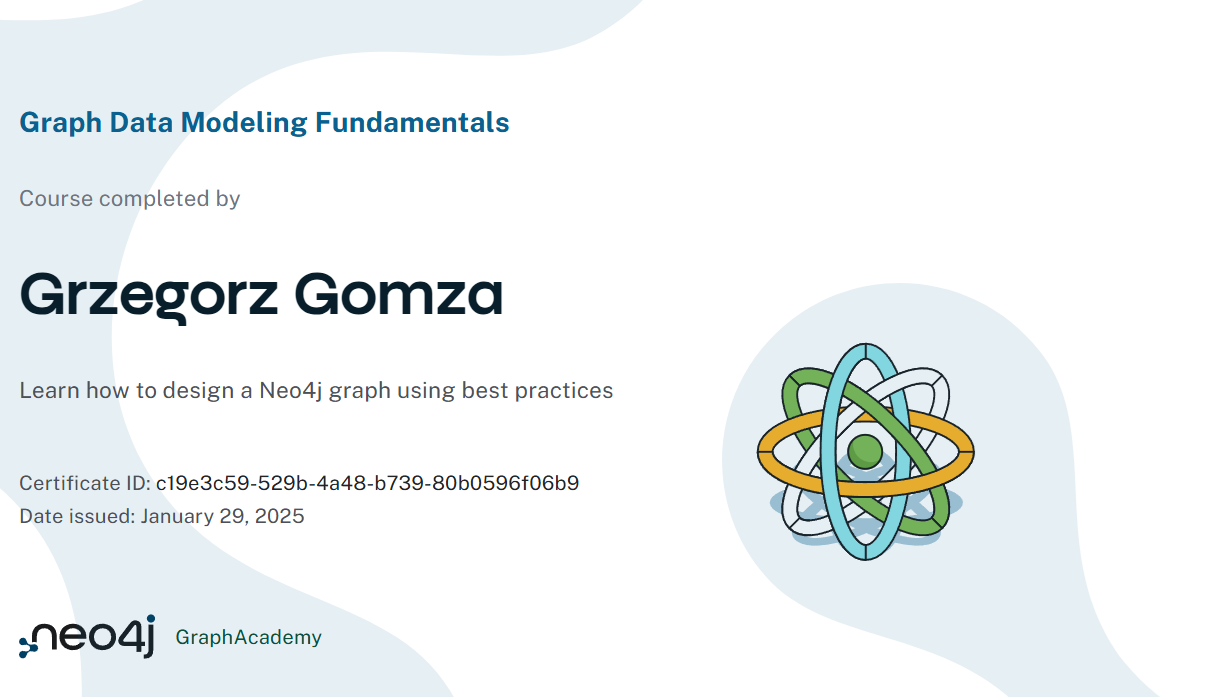 Graph Data Modeling Fundamentals
Course completed by
Grzegorz Gomza
Learn how to design a Neo4j graph using best practices
Certificate ID: c19e3c59-529b-4a48-b739-80b0596f06b9
Date issued: January 29, 2025
neo4j GraphAcademy